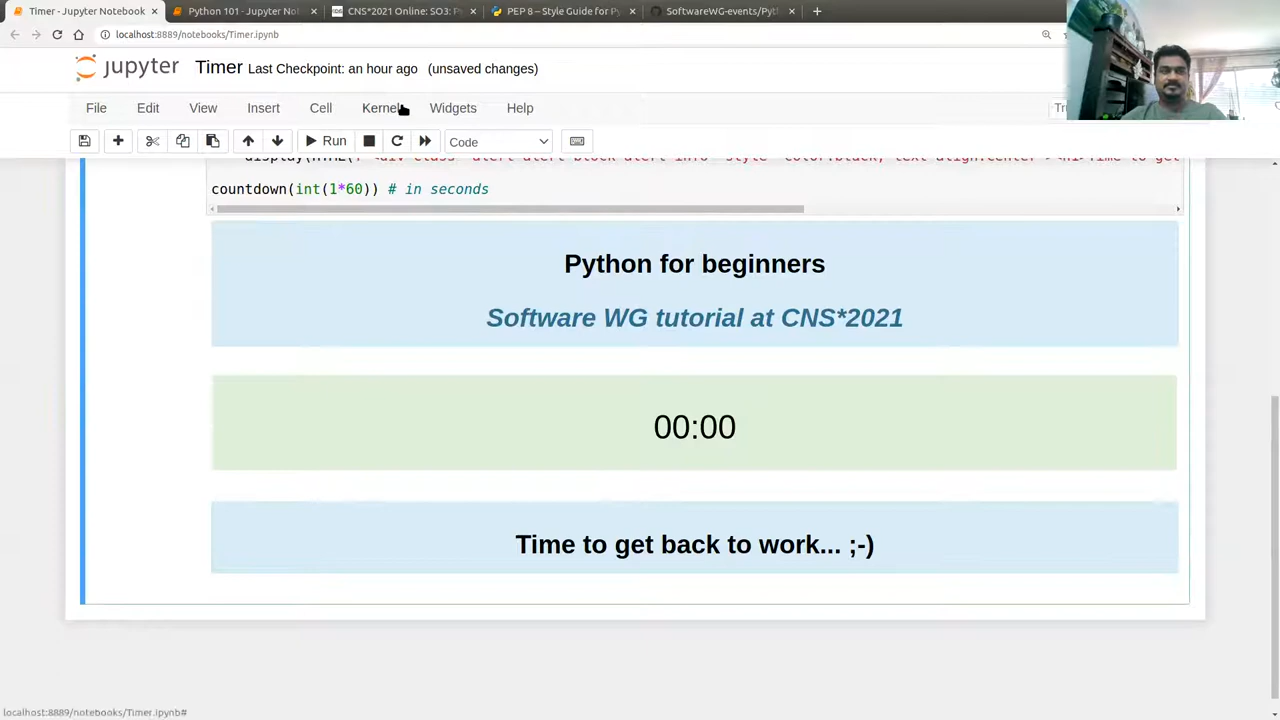 Timer - Jupyter Notebook
Python 101 - Jupyter No
CNS*2021 Online: SO3: P
PEP 8 – Style Guide for P
SoftwareWG-events/Pyt
localhost:8889/notebooks/Timer.ipynb
jupyter Timer Last Checkpoint: an hour ago (unsaved changes)
File Edit View Insert Cell Kernel Widgets Help
Run Code
countdown(int(1*60)) # in seconds
Python for beginners
Software WG tutorial at CNS*2021
00:00
Time to get back to work... ;-)
localhost:8889/notebooks/Timer.ipynb#